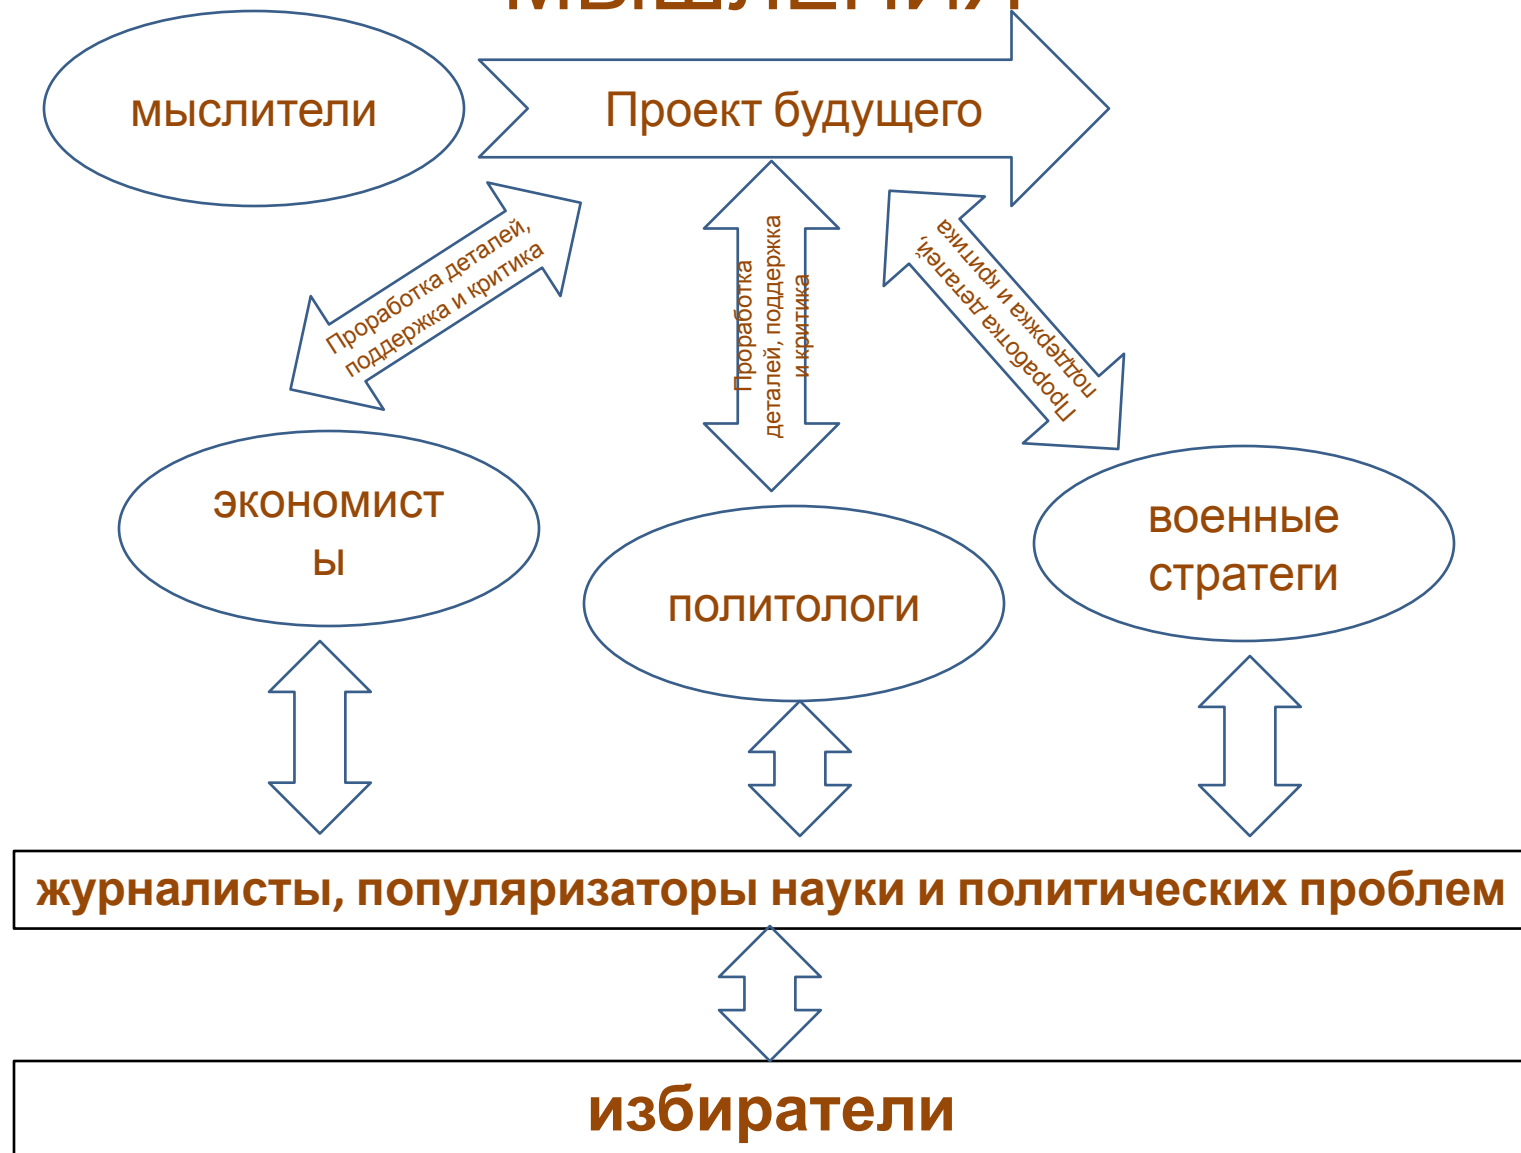 мышления
мыслители
Проект будущего
Проработка деталей,
поддержка и критика
Проработка
деталей, поддержка
и критика
Проработка деталей,
поддержка и критика
экономист
ы
политологи
военные
стратеги
журналисты, популяризаторы науки и политических проблем
избиратели